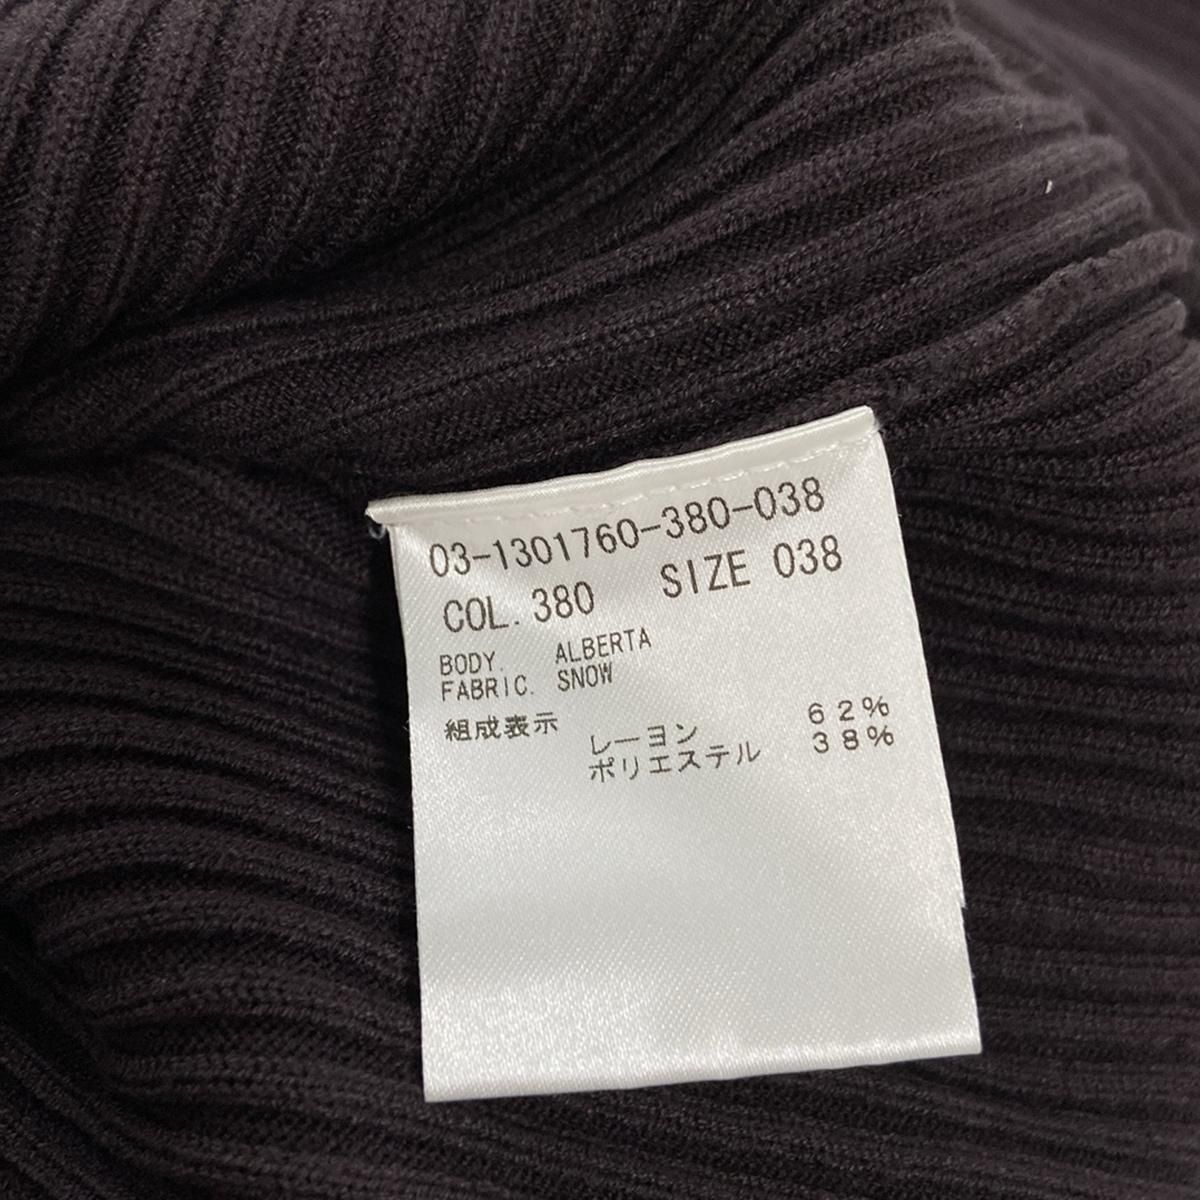 03-1301760-380-038
COL. 380 SIZE 038
BODY. ALBERTA
FABRIC. SNOW
組成表示
レーヨン 62%
ポリエステル 38%